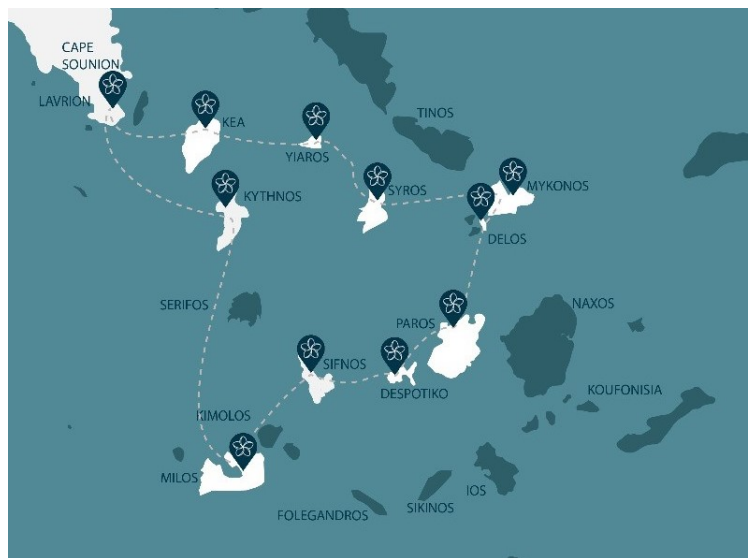 CAPE
SOUNION
LAVRION
KEA
TINOS
YIAROS
SYROS
MYKONOS
KYTHNOS
DELOS
SERIFOS
PAROS
NAXOS
SIFNOS
DESPOTIKO
KOUFONISIA
KIMOLOS
MILOS
IOS
SIKINOS
FOLEGANDROS